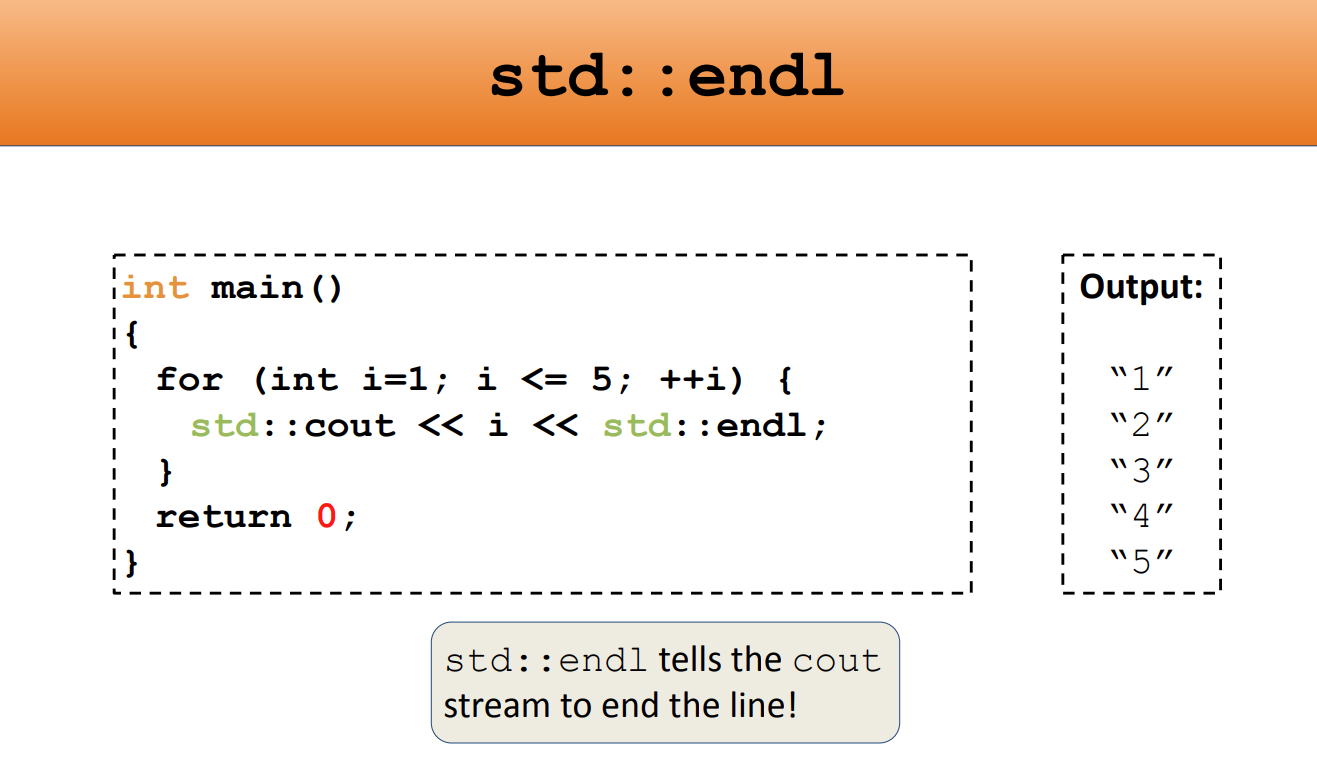 std::endl
int main()
{
for (int i=1; i <= 5; ++i) {
std::cout << i << std::endl;
}
return 0;
}
Output:
“1”
“2”
“3”
“4”
“5”
std::endl tells the cout
stream to end the line!